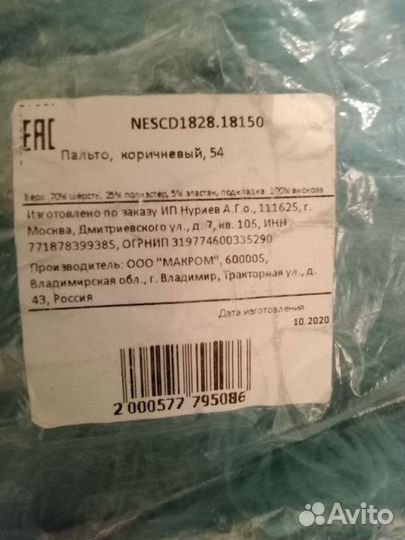 NESCD1828.18150
EAC
Пальто, коричневый, 54
Верх: 70% шерсть, 25% полиэстер, 5% эластан, подкладка: 100% вискоза
Изготовлено по заказу ИП Нуриев А.Г.о., 111625, г.
Москва, Дмитриевского ул., д. 7, кв. 105, ИНН
771878399385, ОГРНИП 319774600335290
Производитель: ООО "МАКРОМ", 600005,
Владимирская обл., г. Владимир, Тракторная ул., д.
43, Россия
Дата изготовления
10.2020
2 000577 795086
Avito